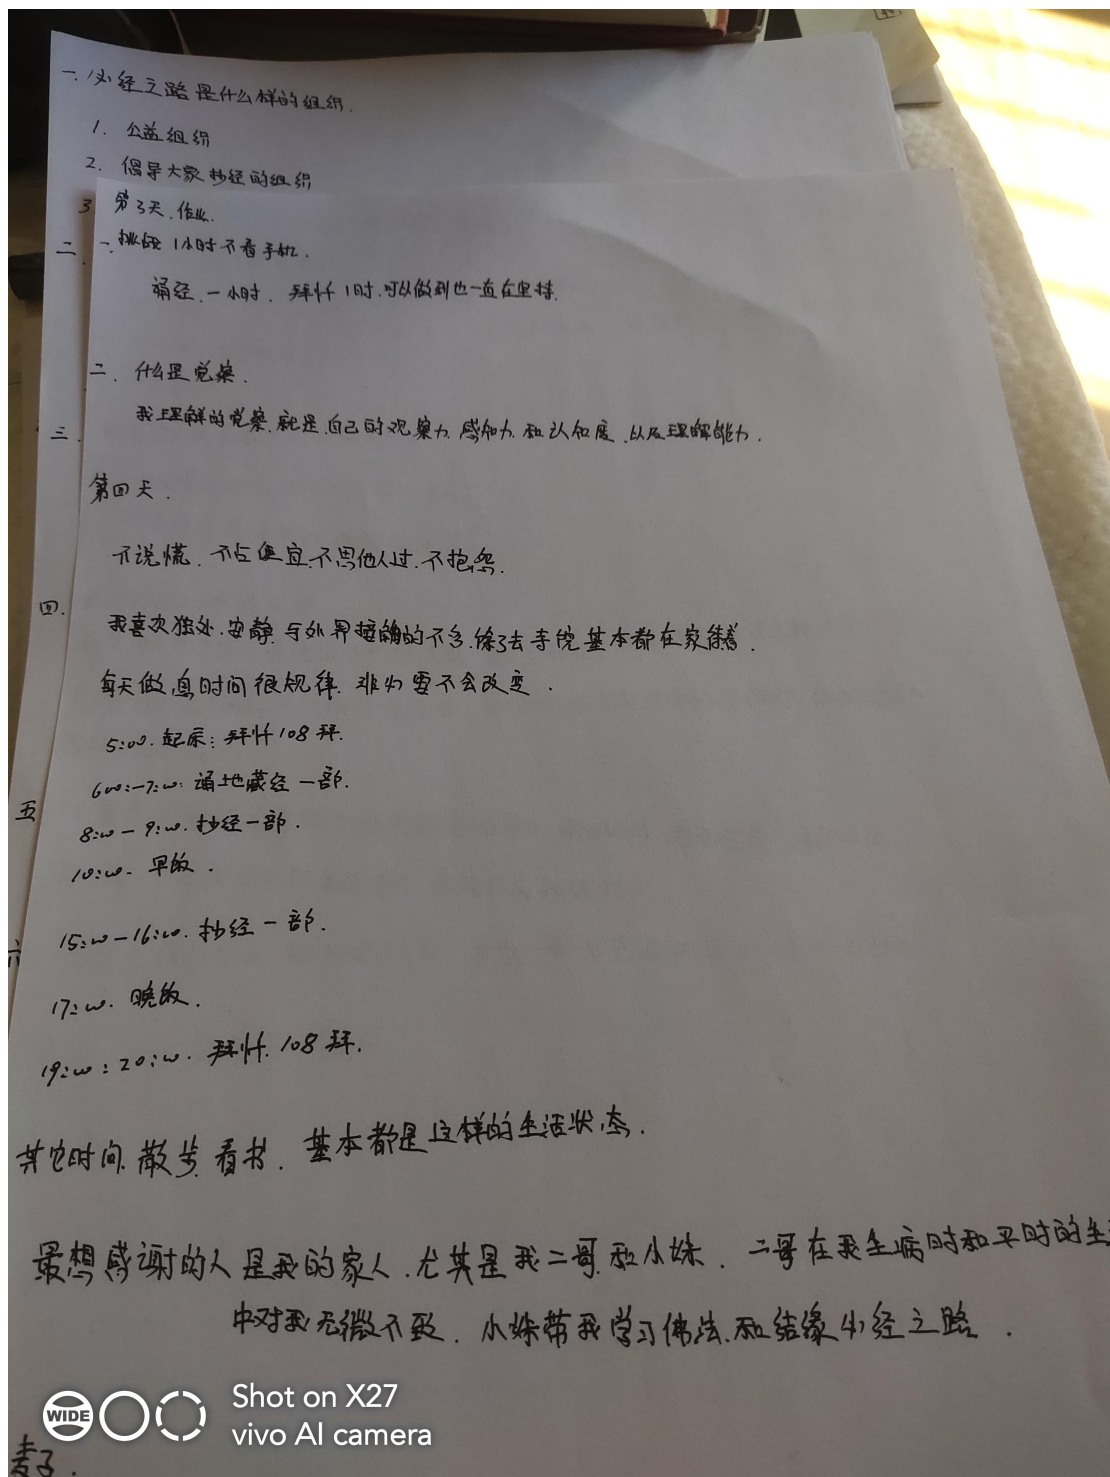 一.必经之路是什么样的组织.
1. 公益组织
2. 倡导大家抄经的组织
3
二.
三.
四.
五
六
第3天.作业.
一.挑战1小时不看手机.
诵经.一小时. 拜忏1时.可以做到也一直在坚持.
二.什么是觉察.
我理解的觉察.就是.自己的观察力.感知力.和认知度.以及理解能力.
第四天.
不说慌.不占便宜.不思他人过.不抱怨.
我喜欢独处.安静.与外界接触的不多.除了去寺院基本都在家待着.
每天做息时间很规律.非必要不会改变.
5:00.起床:拜忏108拜.
600:-7:00:诵地藏经一部.
8:00-9:00.抄经一部.
10:00.早饭.
15:00-16:00.抄经一部.
17:00.晚饭.
19:00:20:00.拜忏.108拜.
其它时间.散步.看书.基本都是这样的生活状态.
最想感谢的人是我的家人.尤其是我二哥.和小妹.二哥在我生病时和平时的生
中对我无微不致.小妹带我学习佛法.和结缘必经之路.
麦子.
WIDE
Shot on X27
vivo AI camera